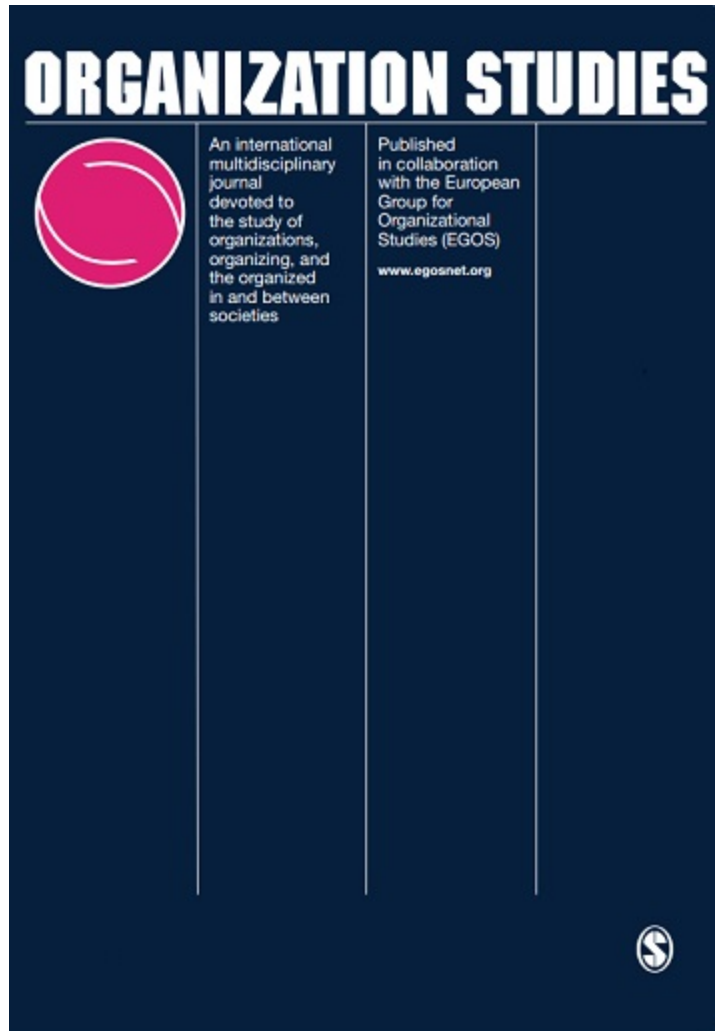 ORGANIZATION STUDIES
An international
multidisciplinary
journal
devoted to
the study of
organizations,
organizing, and
the organized
in and between
societies
Published
in collaboration
with the European
Group for
Organizational
Studies (EGOS)
www.egosnet.org
S